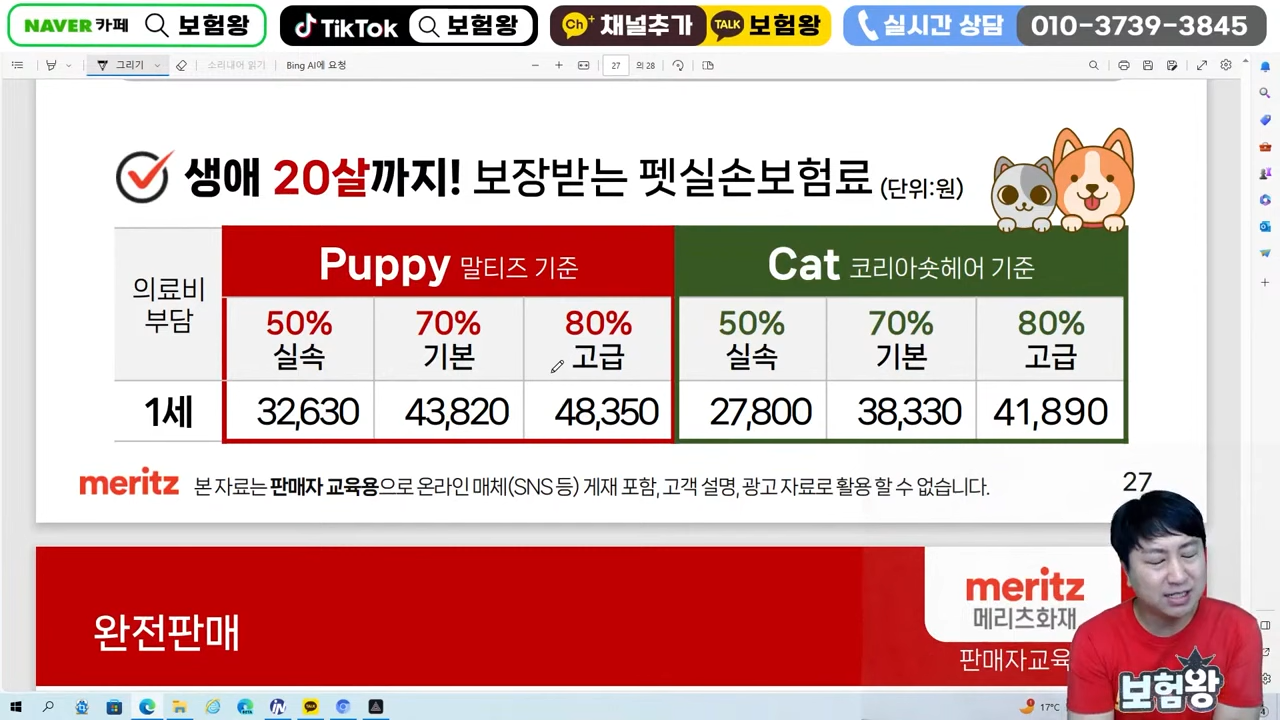 NAVER 카페 보험왕
TikTok 보험왕
Ch+ 채널추가 TALK 보험왕
실시간 상담 010-3739-3845
그리기 소리내어 읽기 Bing AI에 요청 27 의 28
생애 20살까지! 보장받는 펫실손보험료 (단위:원)
의료비 부담 Puppy 말티즈 기준 Cat 코리아숏헤어 기준
50% 70% 80% 50% 70% 80%
실속 기본 고급 실속 기본 고급
1세 32,630 43,820 48,350 27,800 38,330 41,890
meritz 본 자료는 판매자 교육용으로 온라인 매체(SNS 등) 게재 포함, 고객 설명, 광고 자료로 활용 할 수 없습니다.
27
완전판매
meritz
메리츠화재
판매자교육
보험왕
17°C